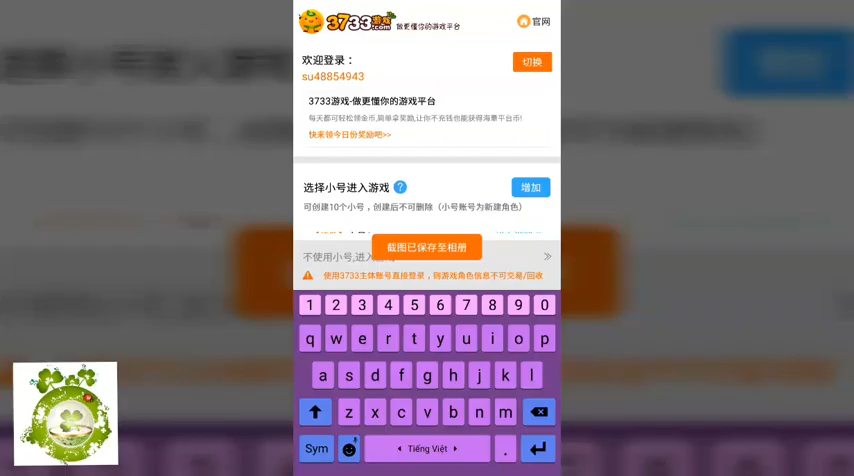 3733游戏 .com 做更懂你的游戏平台
官网
欢迎登录：
su48854943
切换
3733游戏-做更懂你的游戏平台
每天都可轻松领金币,简单拿奖励,让你不充钱也能获得海量平台币!
快来领今日份奖励吧>>
选择小号进入游戏 ?
增加
可创建10个小号，创建后不可删除（小号账号为新建角色）
截图已保存至相册
不使用小号,进入
使用3733主体账号直接登录，则游戏角色信息不可交易/回收
1 2 3 4 5 6 7 8 9 0
q w e r t y u i o p
a s d f g h j k l
z x c v b n m
Sym Tiếng Việt .